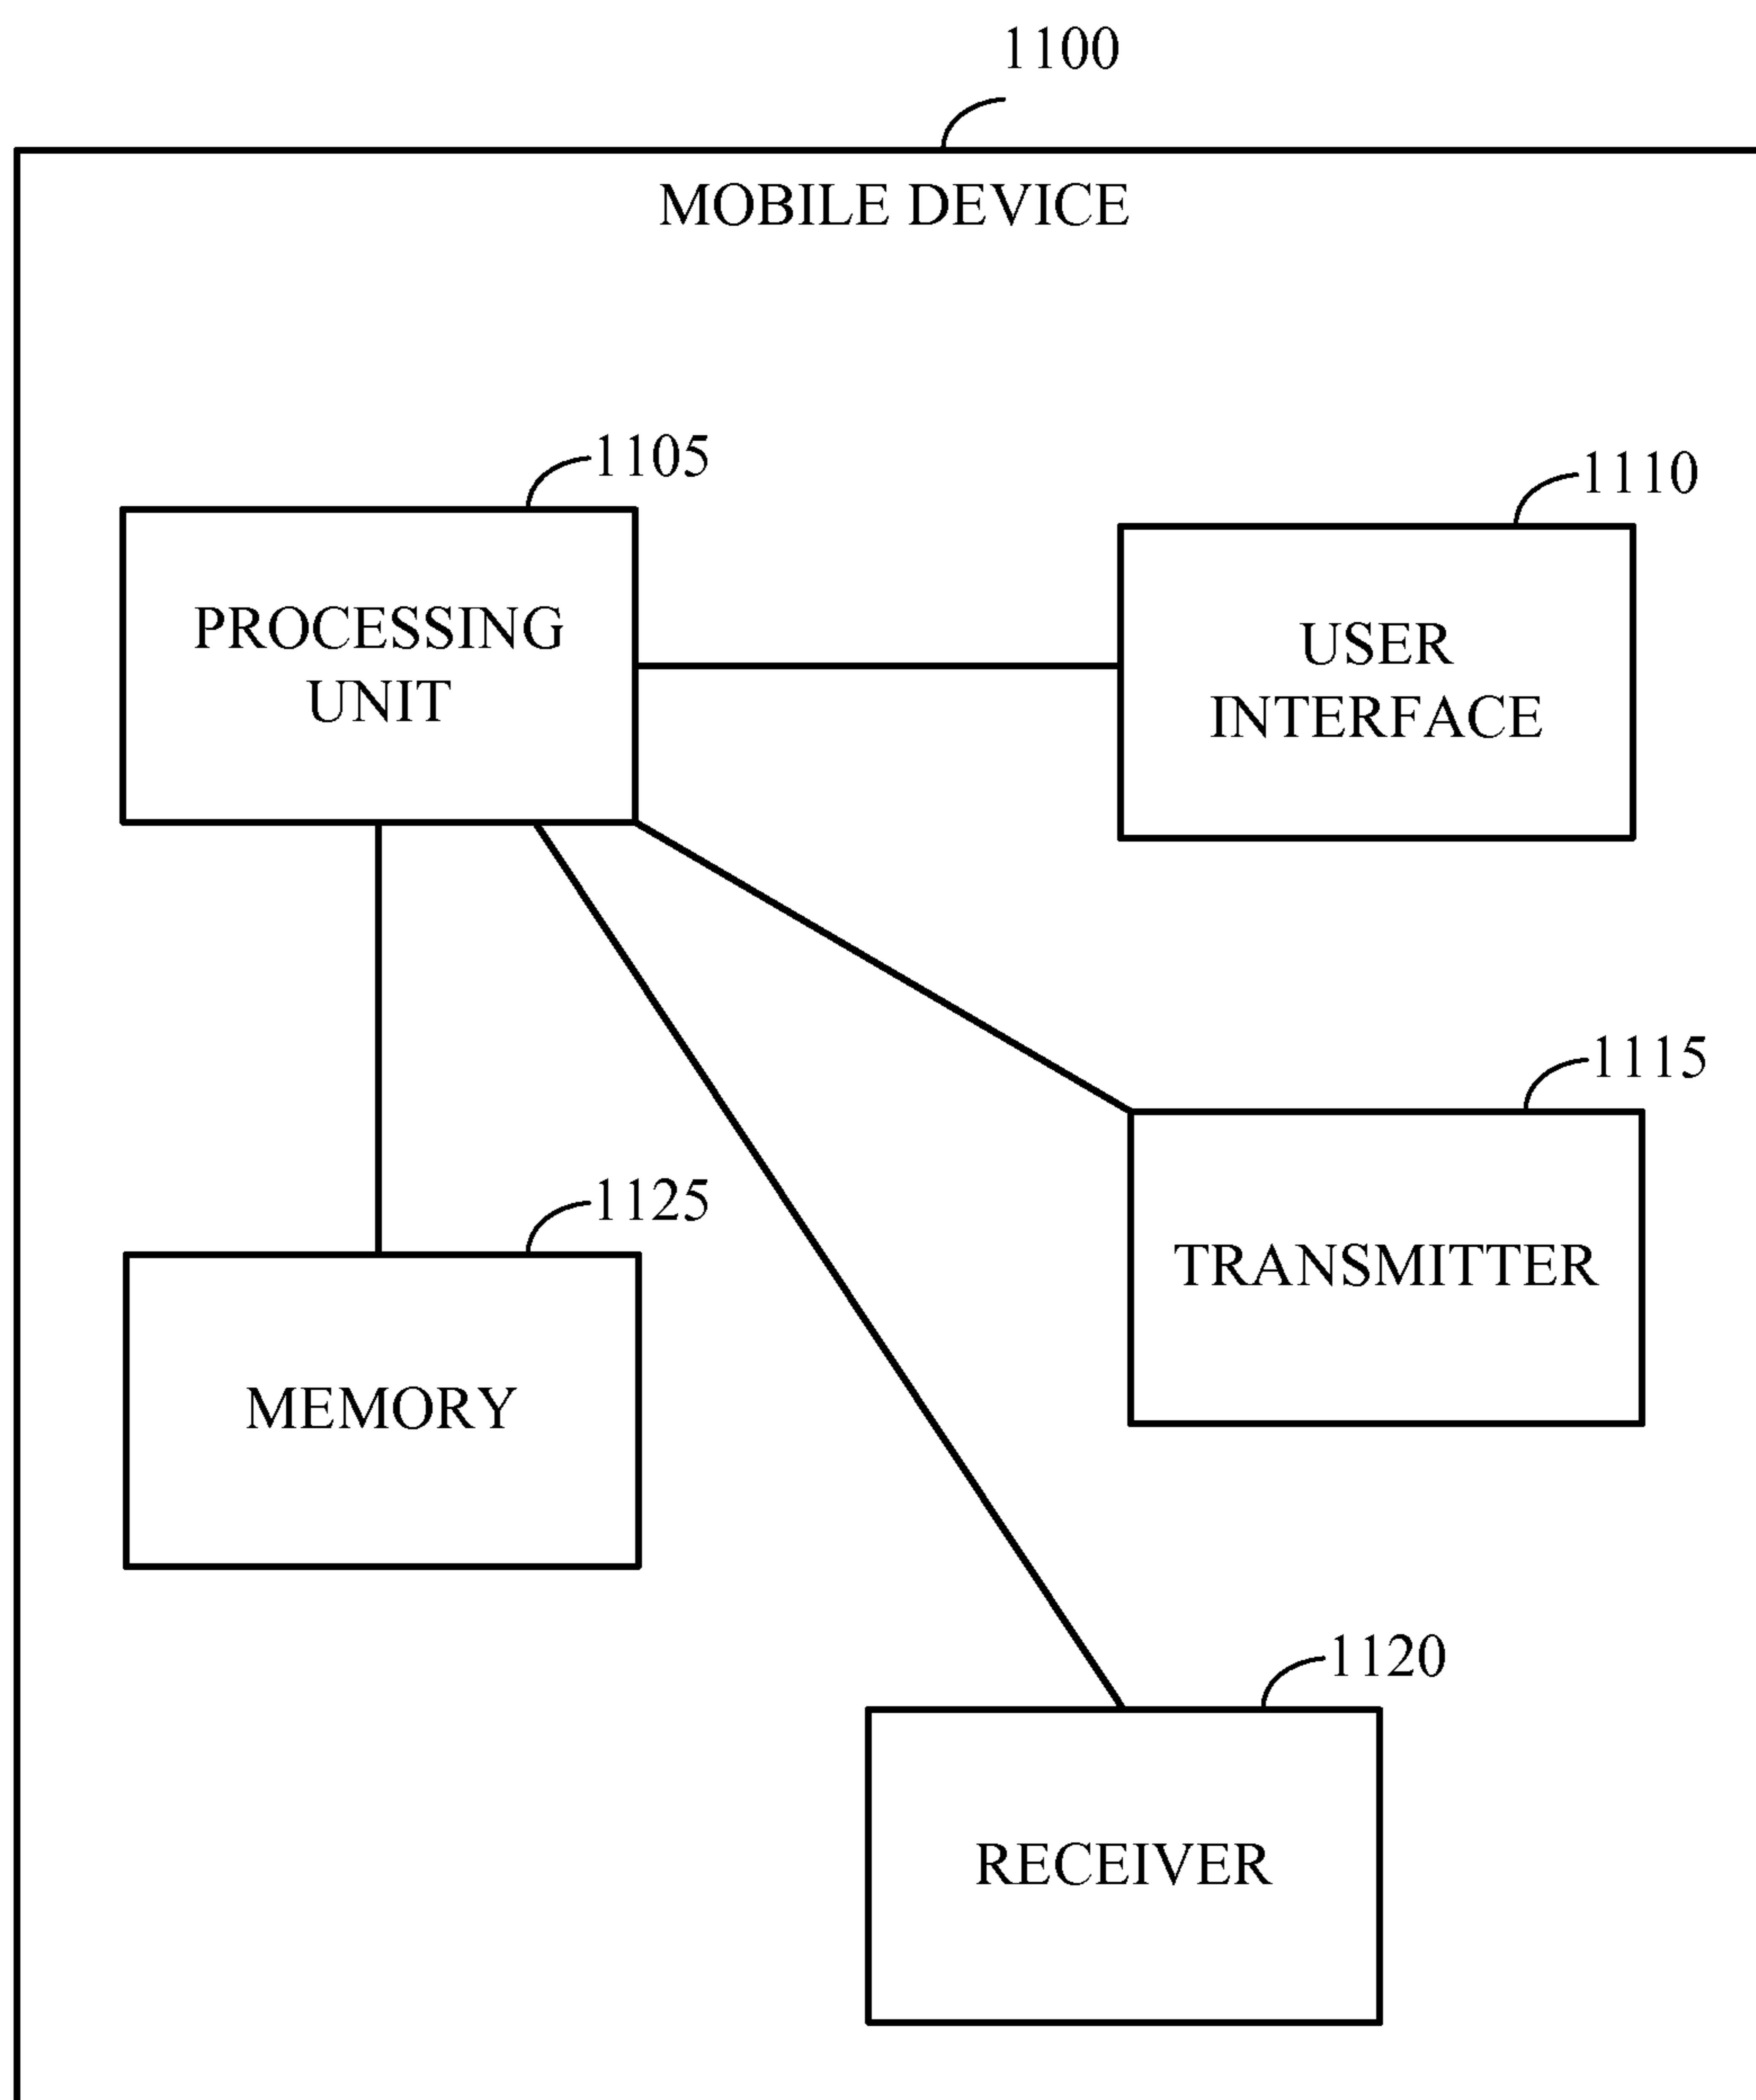 1100
MOBILE DEVICE
1105
1110
PROCESSING
UNIT
USER
INTERFACE
1115
1125
TRANSMITTER
MEMORY
1120
RECEIVER